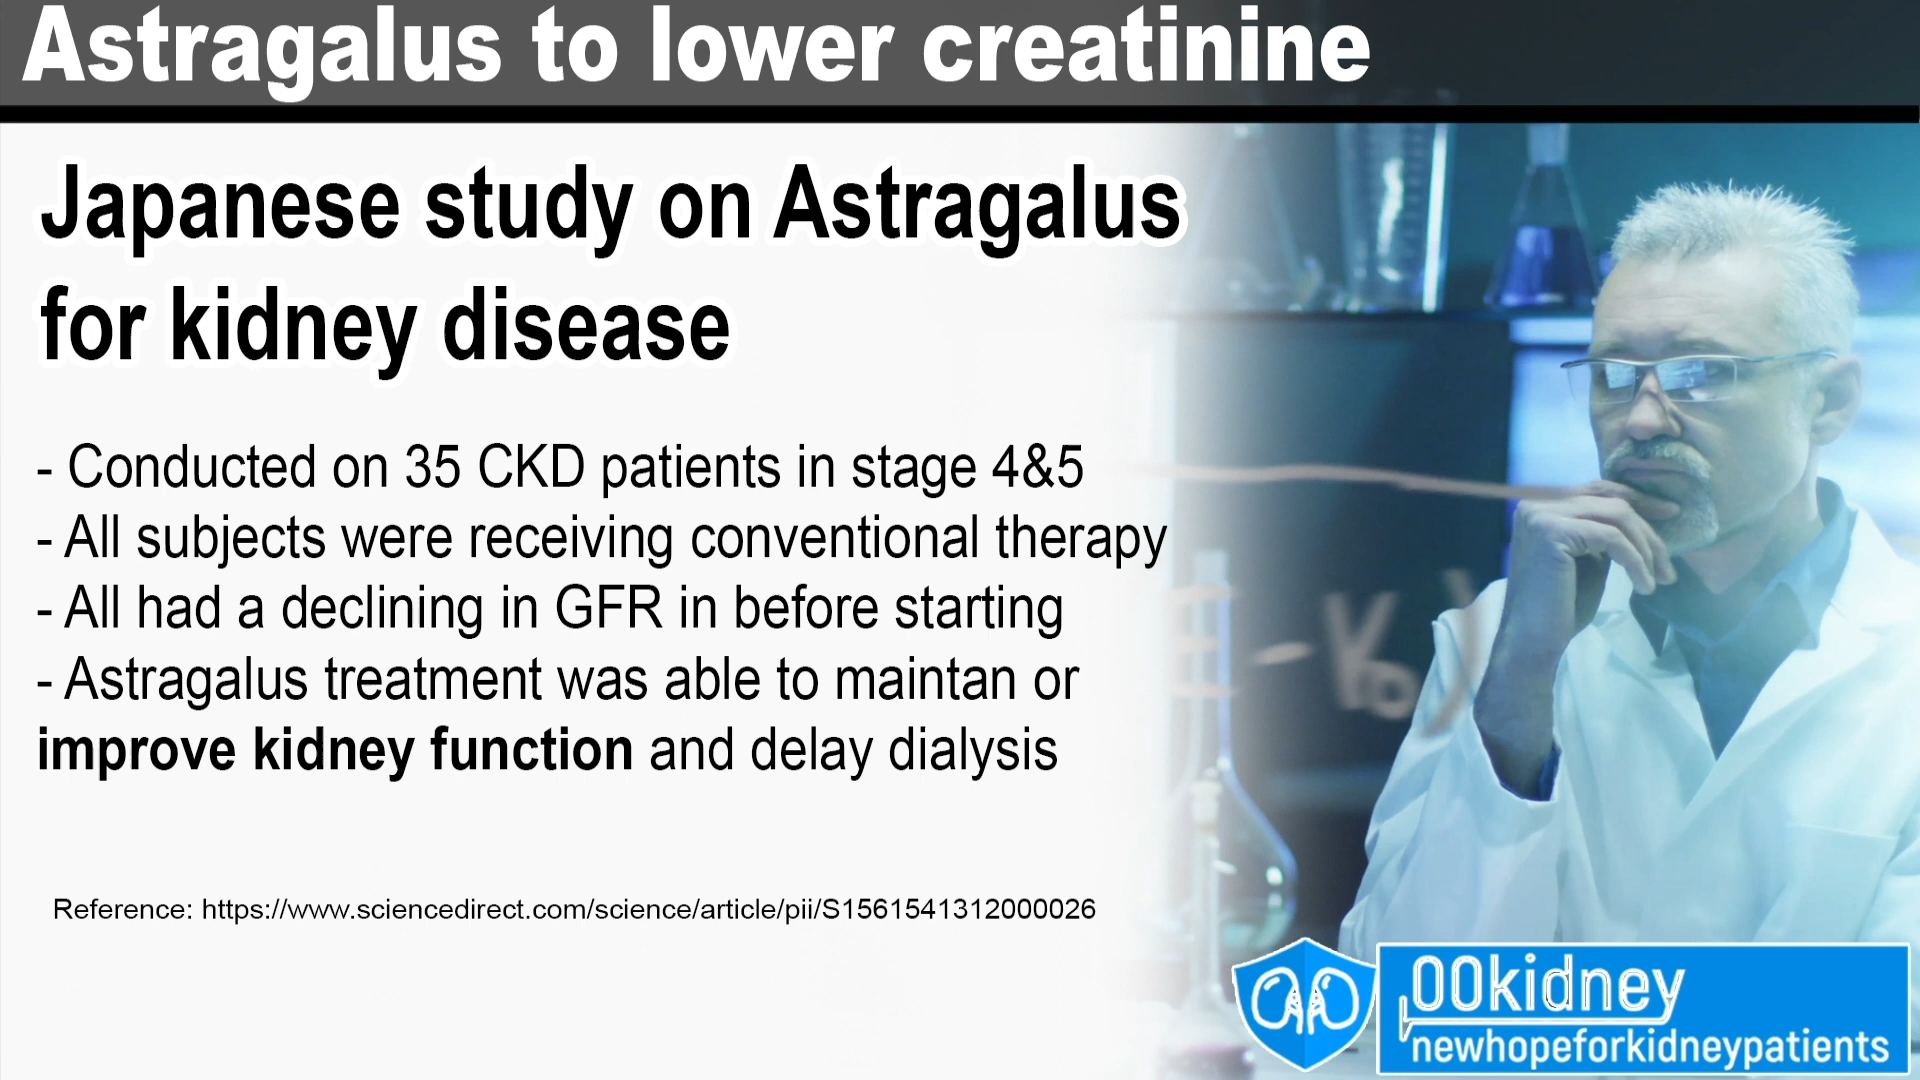 Astragalus to lower creatinine
Japanese study on Astragalus
for kidney disease
- Conducted on 35 CKD patients in stage 4&5
- All subjects were receiving conventional therapy
- All had a declining in GFR in before starting
- Astragalus treatment was able to maintan or
improve kidney function and delay dialysis
Reference: https://www.sciencedirect.com/science/article/pii/S1561541312000026
00kidney
newhopeforkidneypatients